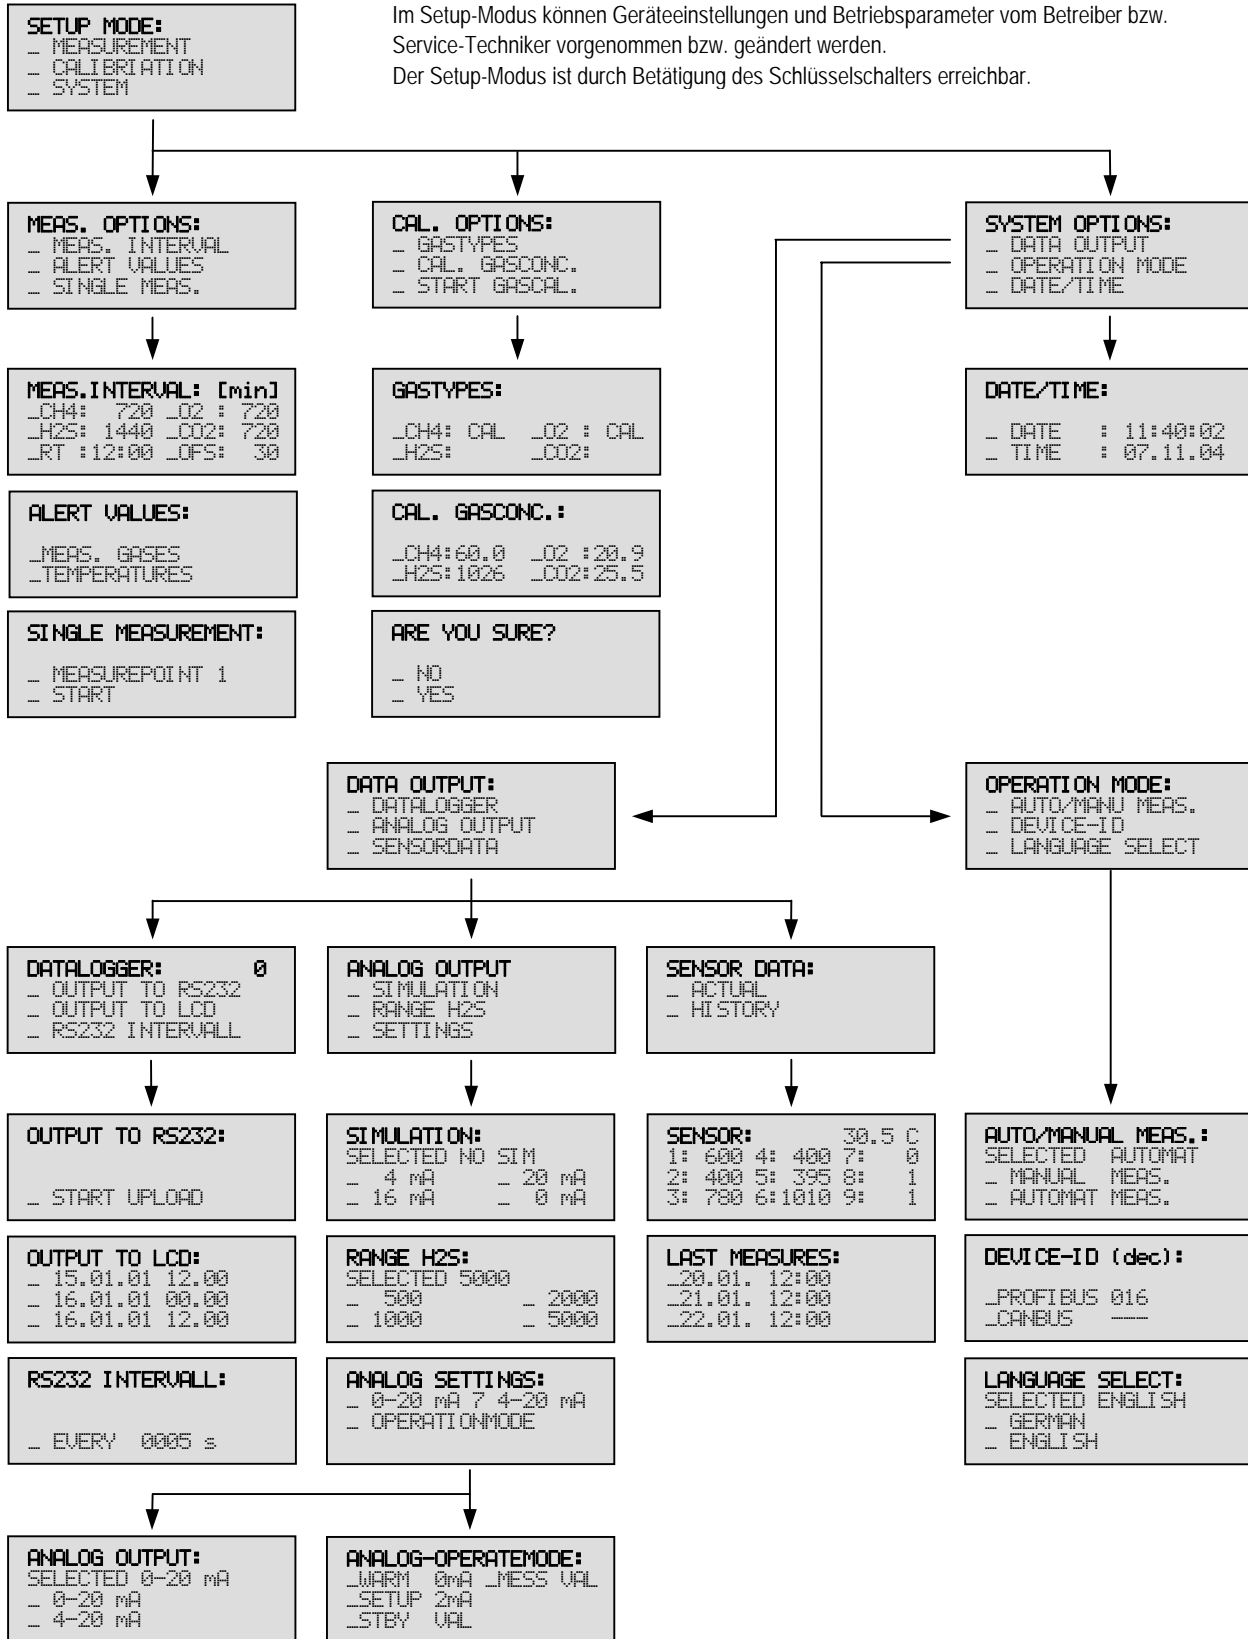 Im Setup-Modus können Geräteeinstellungen und Betriebsparameter vom Betreiber bzw.
Service-Techniker vorgenommen bzw. geändert werden.
Der Setup-Modus ist durch Betätigung des Schlüsselschalters erreichbar.
SETUP MODE:
_ MEASUREMENT
_ CALIBRIATION
_ SYSTEM
MEAS. OPTIONS:
_ MEAS. INTERVAL
_ ALERT VALUES
_ SINGLE MEAS.
CAL. OPTIONS:
_ GASTYPES
_ CAL. GASCONC.
_ START GASCAL.
SYSTEM OPTIONS:
_ DATA OUTPUT
_ OPERATION MODE
_ DATE/TIME
MEAS.INTERVAL: [min]
_CH4: 720 _O2 : 720
_H2S: 1440 _CO2: 720
_RT :12:00 _OFS: 30
GASTYPES:
_CH4: CAL _O2 : CAL
_H2S: _CO2:
DATE/TIME:
_ DATE : 11:40:02
_ TIME : 07.11.04
ALERT VALUES:
_MEAS. GASES
_TEMPERATURES
CAL. GASCONC.:
_CH4:60.0 _O2 :20.9
_H2S:1026 _CO2:25.5
SINGLE MEASUREMENT:
_ MEASUREPOINT 1
_ START
ARE YOU SURE?
_ NO
_ YES
DATA OUTPUT:
_ DATALOGGER
_ ANALOG OUTPUT
_ SENSORDATA
OPERATION MODE:
_ AUTO/MANU MEAS.
_ DEVICE-ID
_ LANGUAGE SELECT
DATALOGGER: 0
_ OUTPUT TO RS232
_ OUTPUT TO LCD
_ RS232 INTERVALL
ANALOG OUTPUT
_ SIMULATION
_ RANGE H2S
_ SETTINGS
SENSOR DATA:
_ ACTUAL
_ HISTORY
OUTPUT TO RS232:
_ START UPLOAD
SIMULATION:
SELECTED NO SIM
_ 4 mA _ 20 mA
_ 16 mA _ 0 mA
SENSOR: 30.5 C
1: 600 4: 400 7: 0
2: 400 5: 395 8: 1
3: 780 6:1010 9: 1
AUTO/MANUAL MEAS.:
SELECTED AUTOMAT
_ MANUAL MEAS.
_ AUTOMAT MEAS.
OUTPUT TO LCD:
_ 15.01.01 12.00
_ 16.01.01 00.00
_ 16.01.01 12.00
RANGE H2S:
SELECTED 5000
_ 500 _ 2000
_ 1000 _ 5000
LAST MEASURES:
_20.01. 12:00
_21.01. 12:00
_22.01. 12:00
DEVICE-ID (dec):
_PROFIBUS 016
_CANBUS ---
RS232 INTERVALL:
_ EVERY 0005 s
ANALOG SETTINGS:
_ 0-20 mA 7 4-20 mA
_ OPERATIONMODE
LANGUAGE SELECT:
SELECTED ENGLISH
_ GERMAN
_ ENGLISH
ANALOG OUTPUT:
SELECTED 0-20 mA
_ 0-20 mA
_ 4-20 mA
ANALOG-OPERATEMODE:
_WARM 0mA _MESS VAL
_SETUP 2mA
_STBY VAL